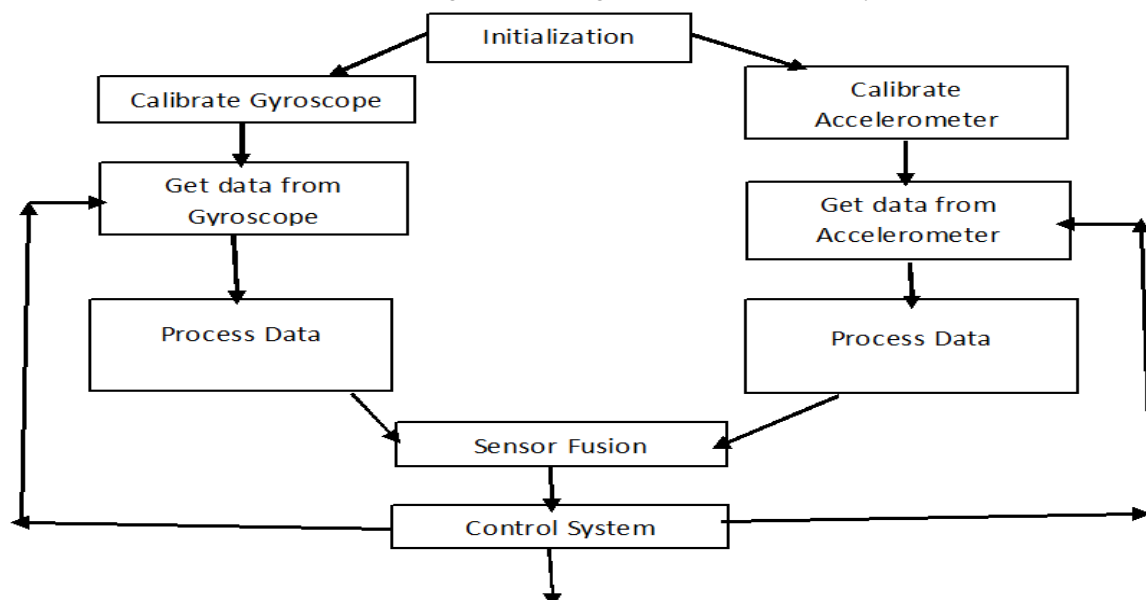 Initialization
Calibrate Gyroscope
Calibrate
Accelerometer
Get data from
Gyroscope
Get data from
Accelerometer
Process Data
Process Data
Sensor Fusion
Control System